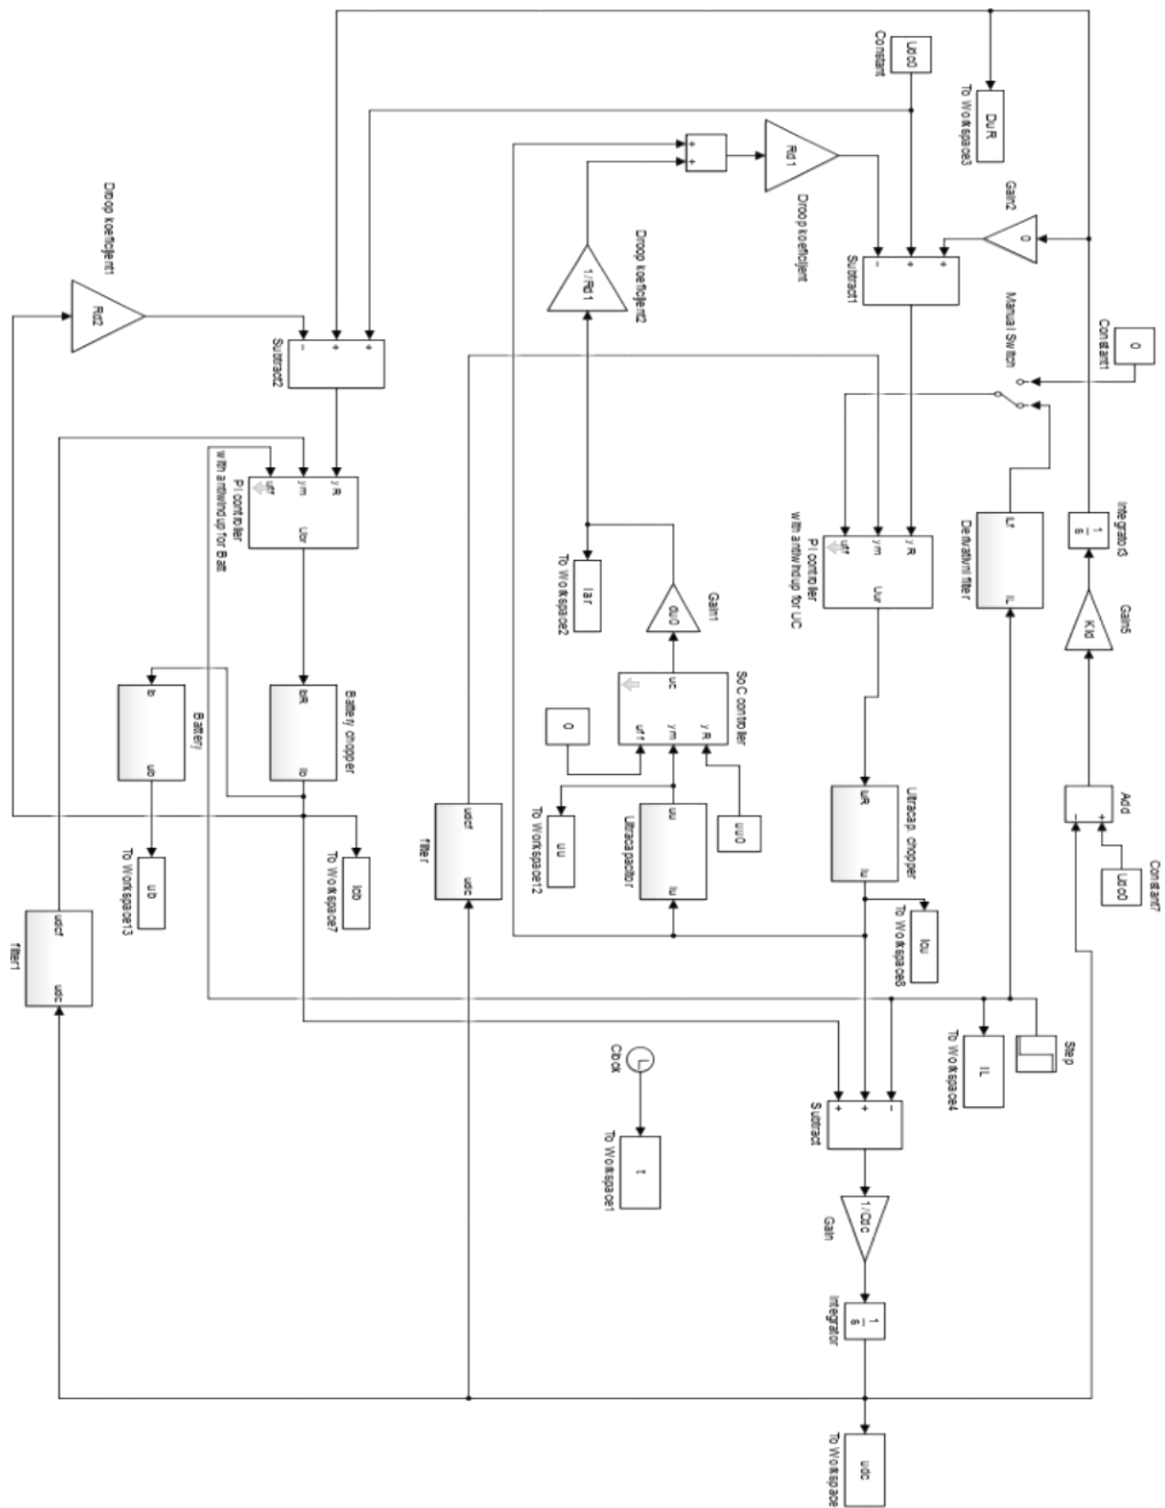 Constant7
0
Constant1
Integrator3
Gain5
Add
1
s
Kid
+
-
Udc0
Step
Manual Switch
Gain2
0
DuR
To Workspace3
ILf
IL
Derivativni filter
IL
To Workspace4
Udc0
Constant
+
+
-
Subtract1
Ultracap. chopper
Icu
To Workspace8
yR
ym
uff
Uur
PI controller
with antiwindup for UC
IuR
Iu
-
+
+
Subtract
1/Cdc
Gain
1
s
Integrator
udc
To Workspace
Rd1
Droop koeficijent
+
+
SoC controller
uu0
Gain1
du0
uc
yR
ym
uff
uu
Iu
Ultracapacitor
Droop koeficijent2
1/Rd1
Iar
To Workspace2
0
uu
To Workspace12
Clock
t
To Workspace1
udcf
udc
filter
+
+
-
Subtract2
Battery chopper
Icb
To Workspace7
yR
ym
uff
Ubr
PI controller
with antiwindup for Batt
IbR
Ib
Battery
Ib
ub
ub
To Workspace13
Droop koeficijent1
Rd2
udcf
udc
filter1